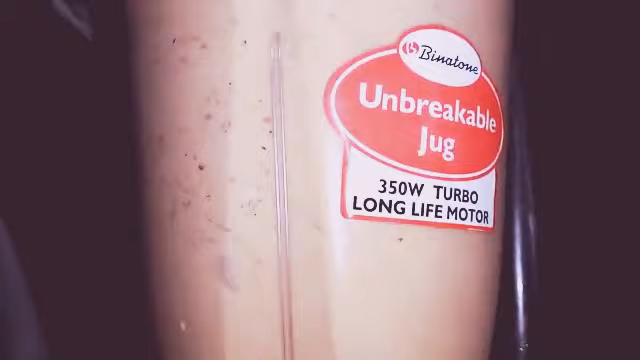 Binatone
Unbreakable
Jug
350W TURBO
LONG LIFE MOTOR